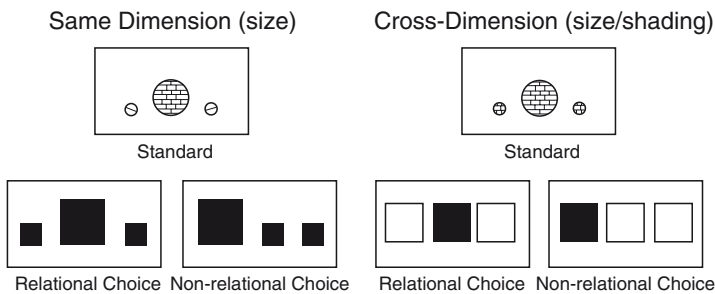 Same Dimension (size)
Cross-Dimension (size/shading)
Standard
Standard
Relational Choice
Non-relational Choice
Relational Choice
Non-relational Choice